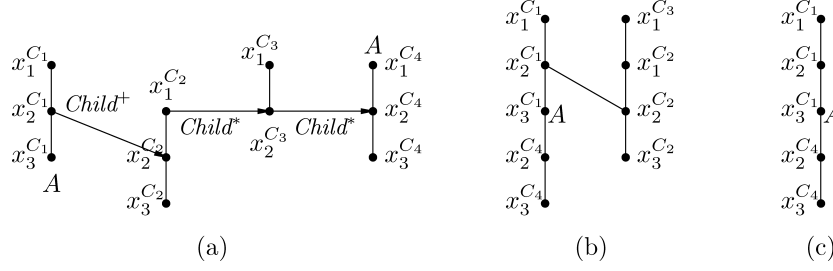 x_1^{C_1} x_1^{C_2} x_1^{C_3} A x_1^{C_4}
x_2^{C_1} Child^+ Child^* Child^* x_2^{C_4}
x_3^{C_1} x_2^{C_2} x_2^{C_3} x_3^{C_4}
A x_3^{C_2}
(a)
x_1^{C_1} x_1^{C_3}
x_2^{C_1} x_1^{C_2}
x_3^{C_1} A x_2^{C_2}
x_2^{C_4} x_3^{C_2}
x_3^{C_4}
(b)
x_1^{C_1}
x_2^{C_1}
x_3^{C_1}
x_2^{C_4}
x_3^{C_4}
(c)